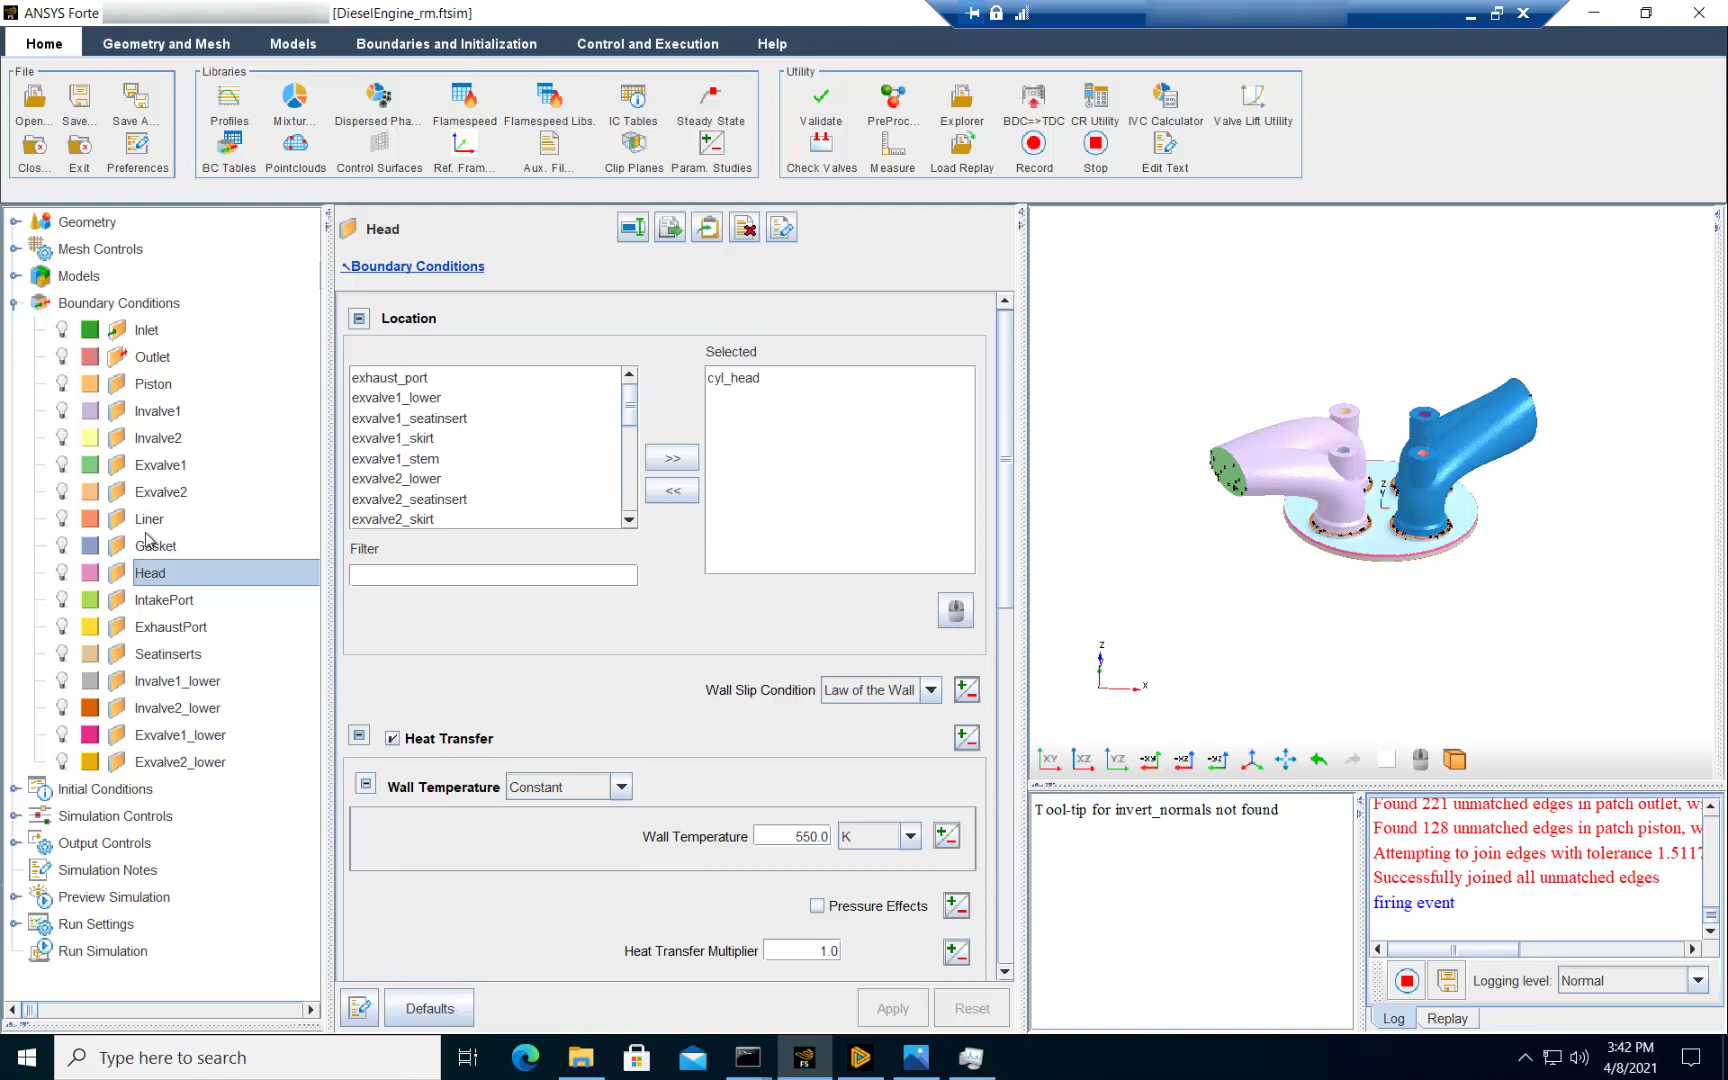 ANSYS Forte [DieselEngine_rm.ftsim]
Home Geometry and Mesh Models Boundaries and Initialization Control and Execution Help
File Libraries Utility
Open... Save... Save A... Profiles Mixtur... Dispersed Pha... Flamespeed Flamespeed Libs. IC Tables Steady State Validate PreProc... Explorer BDC=>TDC CR Utility IVC Calculator Valve Lift Utility
Clos... Exit Preferences BC Tables Pointclouds Control Surfaces Ref. Fram... Aux. Fil... Clip Planes Param. Studies Check Valves Measure Load Replay Record Stop Edit Text
Geometry
Mesh Controls
Models
Boundary Conditions
Inlet
Outlet
Piston
Invalve1
Invalve2
Exvalve1
Exvalve2
Liner
Gasket
Head
IntakePort
ExhaustPort
Seatinserts
Invalve1_lower
Invalve2_lower
Exvalve1_lower
Exvalve2_lower
Initial Conditions
Simulation Controls
Output Controls
Simulation Notes
Preview Simulation
Run Settings
Run Simulation
Head
Boundary Conditions
Location
Selected
exhaust_port
exvalve1_lower
exvalve1_seatinsert
exvalve1_skirt
exvalve1_stem
exvalve2_lower
exvalve2_seatinsert
exvalve2_skirt
cyl_head
>>
<<
Filter
Wall Slip Condition Law of the Wall
Heat Transfer
Wall Temperature Constant
Wall Temperature 550.0 K
Pressure Effects
Heat Transfer Multiplier 1.0
Defaults Apply Reset
Z
Y
z
x
XY XZ YZ -XY -XZ -YZ
Tool-tip for invert_normals not found
Found 221 unmatched edges in patch outlet, w
Found 128 unmatched edges in patch piston, w
Attempting to join edges with tolerance 1.5117
Successfully joined all unmatched edges
firing event
Logging level: Normal
Log Replay
Type here to search
FS
3:42 PM
4/8/2021